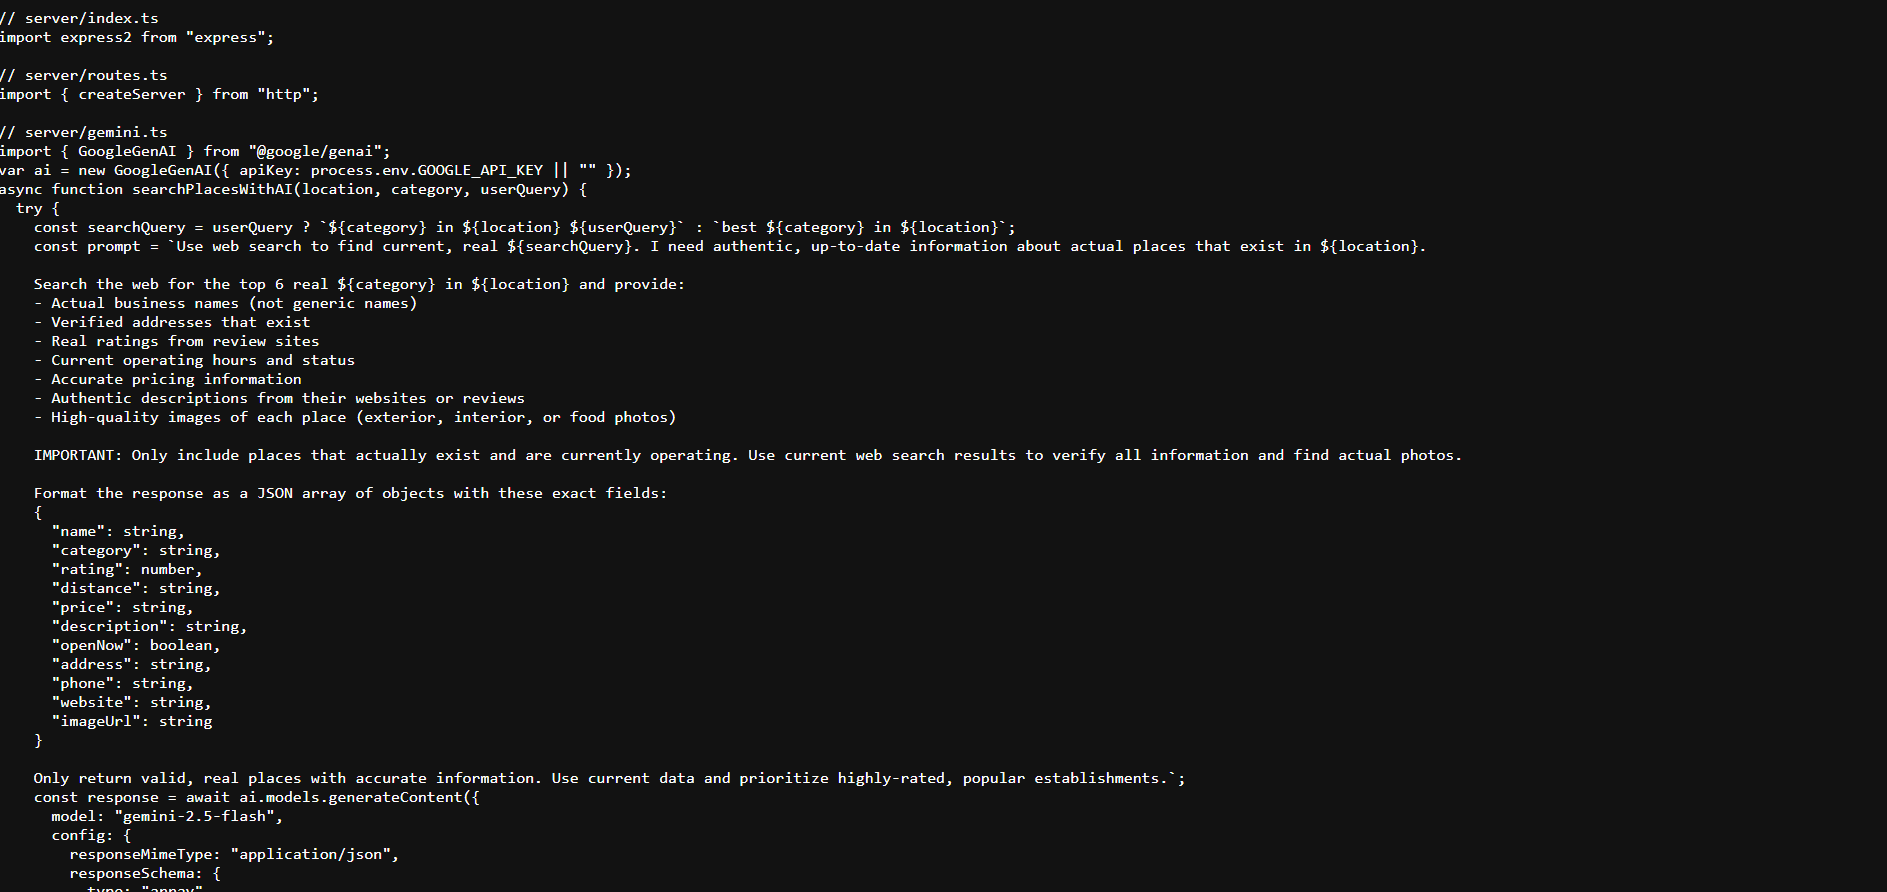 // server/index.ts
import express2 from "express";
// server/routes.ts
import { createServer } from "http";
// server/gemini.ts
import { GoogleGenAI } from "@google/genai";
var ai = new GoogleGenAI({ apiKey: process.env.GOOGLE_API_KEY || "" });
async function searchPlacesWithAI(location, category, userQuery) {
try {
const searchQuery = userQuery ? `${category} in ${location} ${userQuery}` : `best ${category} in ${location}`;
const prompt = `Use web search to find current, real ${searchQuery}. I need authentic, up-to-date information about actual places that exist in ${location}.
Search the web for the top 6 real ${category} in ${location} and provide:
- Actual business names (not generic names)
- Verified addresses that exist
- Real ratings from review sites
- Current operating hours and status
- Accurate pricing information
- Authentic descriptions from their websites or reviews
- High-quality images of each place (exterior, interior, or food photos)
IMPORTANT: Only include places that actually exist and are currently operating. Use current web search results to verify all information and find actual photos.
Format the response as a JSON array of objects with these exact fields:
{
"name": string,
"category": string,
"rating": number,
"distance": string,
"price": string,
"description": string,
"openNow": boolean,
"address": string,
"phone": string,
"website": string,
"imageUrl": string
}
Only return valid, real places with accurate information. Use current data and prioritize highly-rated, popular establishments.`;
const response = await ai.models.generateContent({
model: "gemini-2.5-flash",
config: {
responseMimeType: "application/json",
responseSchema: {
type: "array"